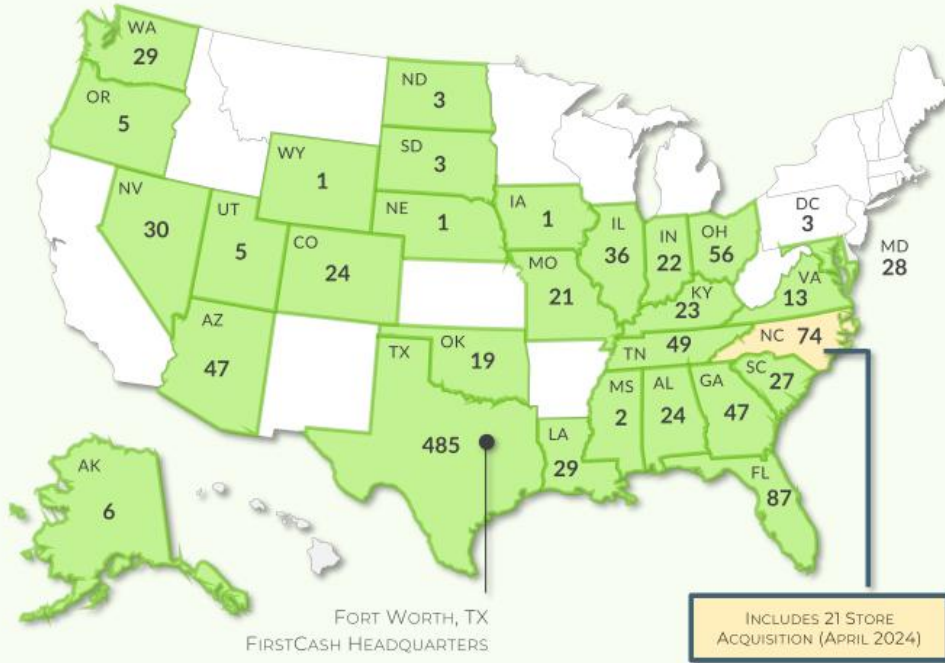 WA
29
OR
5
ND
3
SD
3
WY
1
NE
1
NV
30
UT
5
CO
24
IA
1
IL
36
IN
22
OH
56
DC
3
MD
28
MO
21
KY
23
VA
13
AZ
47
TX
485
OK
19
TN
49
NC 74
SC
27
MS
2
AL
24
GA
47
LA
29
FL
87
AK
6
FORT WORTH, TX
FIRSTCASH HEADQUARTERS
INCLUDES 21 STORE
ACQUISITION (APRIL 2024)